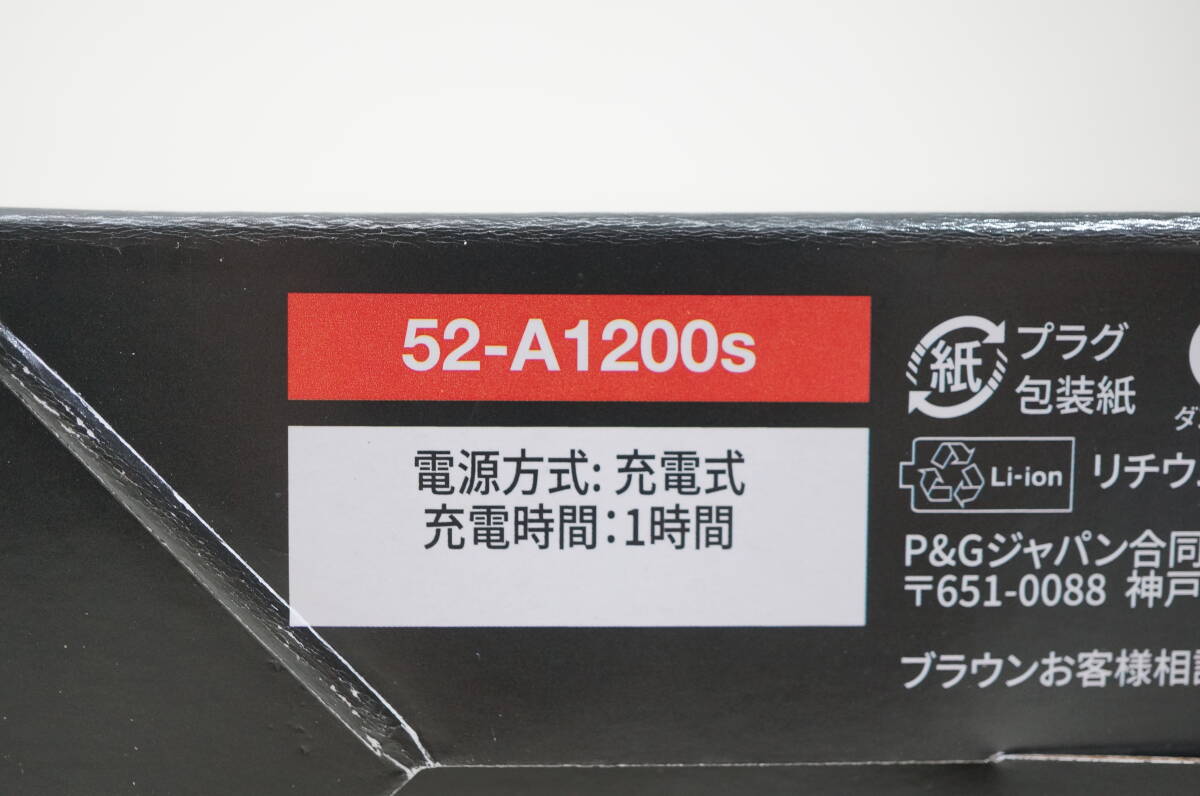 52-A1200s
電源方式: 充電式
充電時間:1時間
紙
プラグ
包装紙
ダ
Li-ion
リチウ
P&Gジャパン合同
〒651-0088 神戸
ブラウンお客様相談